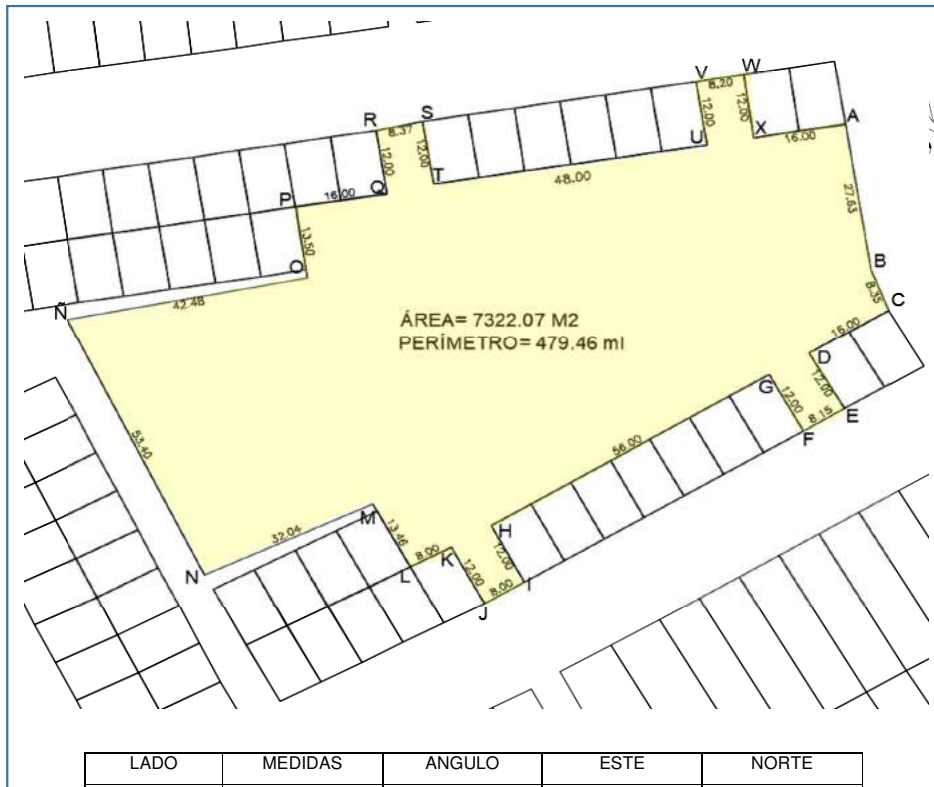 V 8.20 W
R 8.37 S
12.00 12.00 A
12.00 12.00 U X 16.00
T 48.00
P 16.00 Q
27.63
13.50
O B
42.48 8.35
Ñ C
ÁREA= 7322.07 M2
PERÍMETRO= 479.46 ml
D
G 12.00
12.00 E
8.15
F
53.40 56.00
M
H
32.04 13.46
8.00 K 12.00
N L 12.00 I
J 8.00
LADO MEDIDAS ANGULO ESTE NORTE